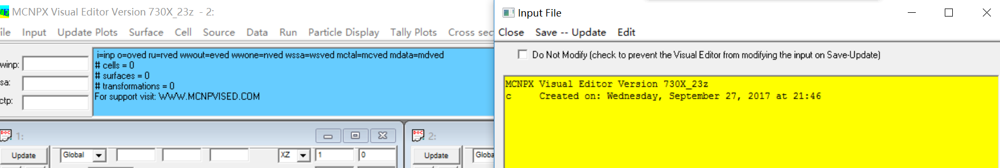 VE MCNPX Visual Editor Version 730X_23z - 2:
ile Input Update Plots Surface Cell Source Data Run Particle Display Tally Plots Cross sec
winp:
sa:
ctp:
i=inp o=oved ru=rved wwout=eved wwone=nved wssa=wsved mctal=mcved mdata=mdved
# cells = 0
# surfaces = 0
# transformations = 0
For support visit: WWW.MCNPVISED.COM
DOC 1:
Update Global XZ 1 0
DOC 2:
Update Globa
Input File
Close Save -- Update Edit
Do Not Modify (check to prevent the Visual Editor from modifying the input on Save-Update)
MCNPX Visual Editor Version 730X_23z
c Created on: Wednesday, September 27, 2017 at 21:46